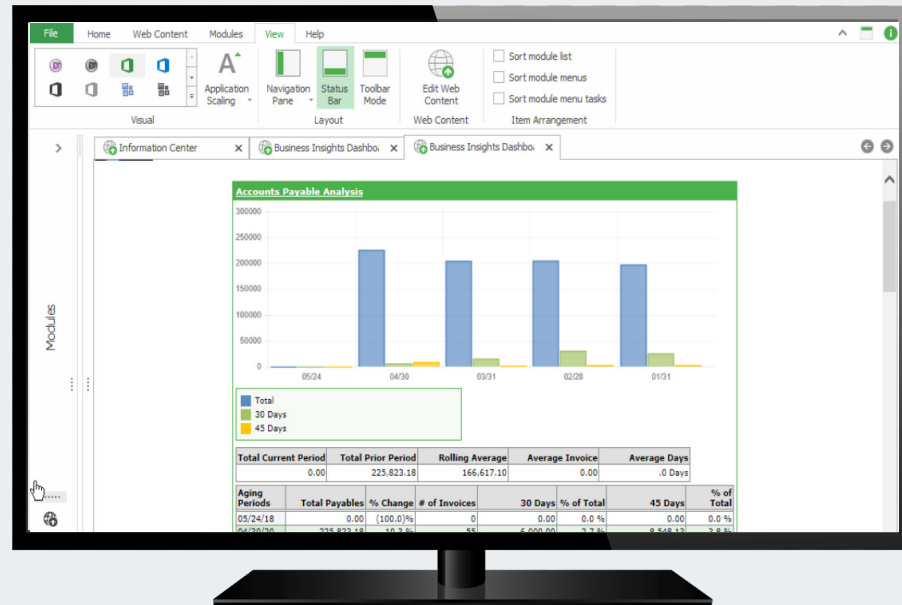 File Home Web Content Modules View Help
Application Scaling
Navigation Pane
Status Bar
Toolbar Mode
Edit Web Content
Sort module list
Sort module menus
Sort module menu tasks
Visual Layout Web Content Item Arrangement
Information Center Business Insights Dashbo Business Insights Dashbo
Modules
Accounts Payable Analysis
300000
250000
200000
150000
100000
50000
0
05/24 04/30 03/31 02/28 01/31
Total
30 Days
45 Days
Total Current Period Total Prior Period Rolling Average Average Invoice Average Days
0.00 225,823.18 166,617.10 0.00 .0 Days
Aging Periods Total Payables % Change # of Invoices 30 Days % of Total 45 Days % of Total
05/24/18 0.00 (100.0)% 0 0.00 0.0 % 0.00 0.0 %